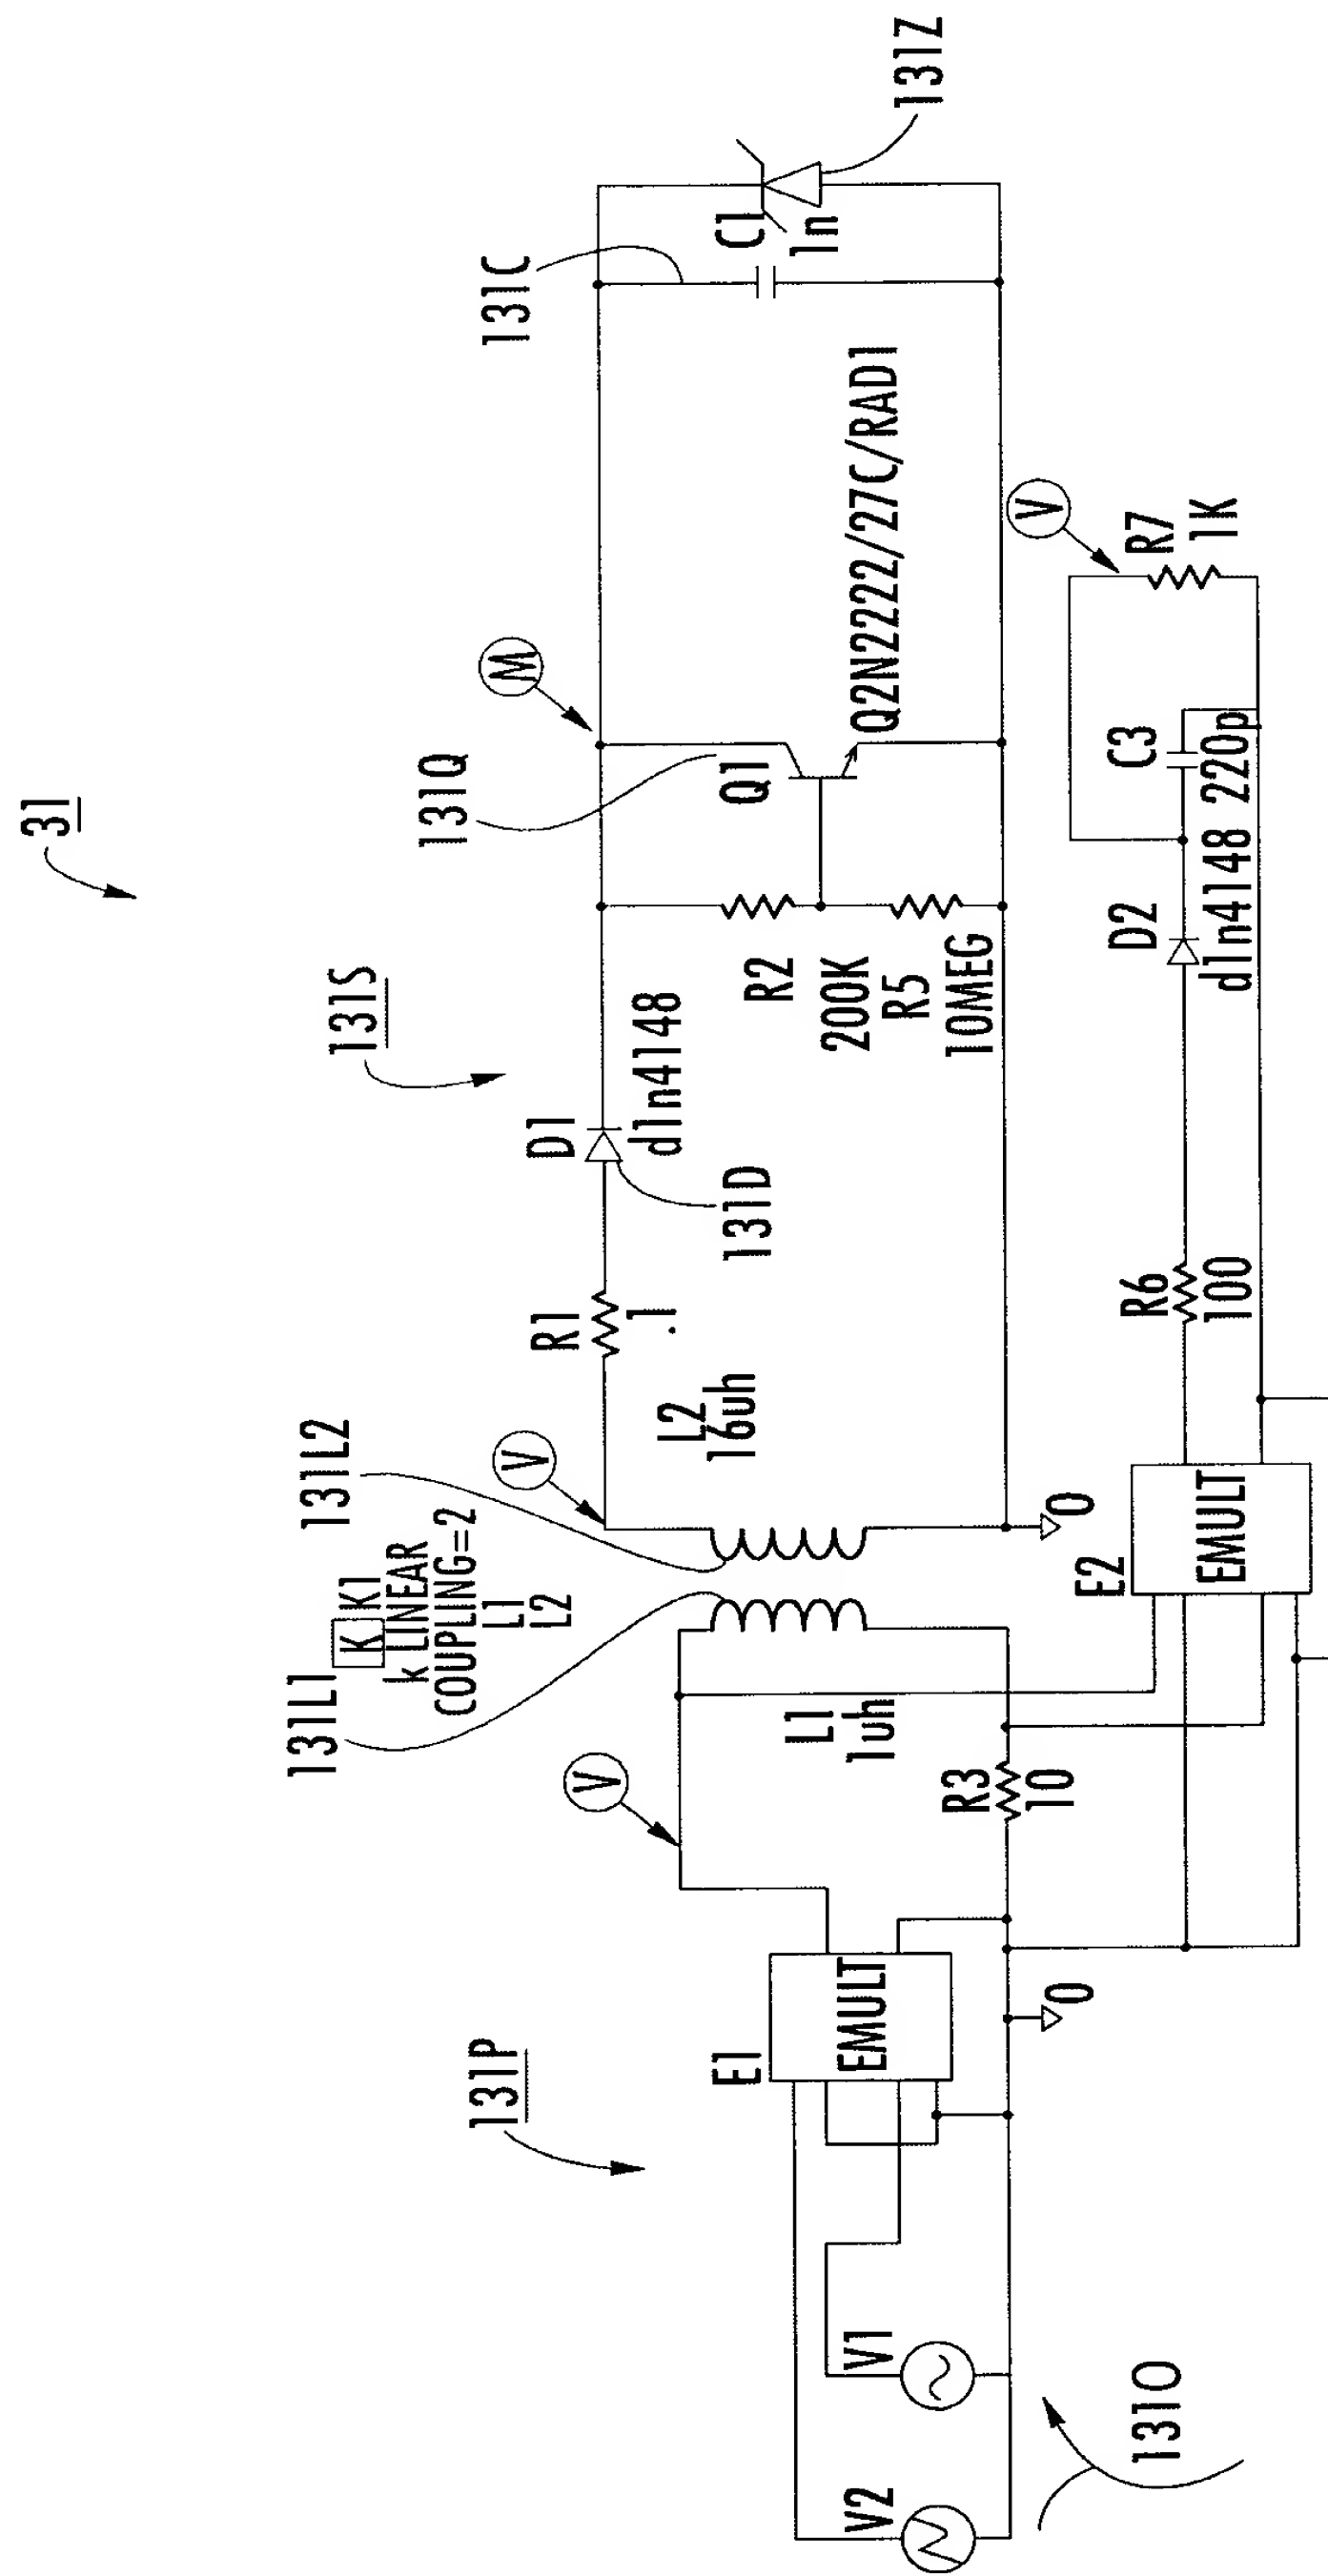 31
131S
131P
131L1
131L2
K K1
k LINEAR
COUPLING=2
L1
L2
131Q
131C
131Z
M
V
V
V
R1
.1
D1
d1n4148
131D
L2
16uh
L1
1uh
R2
200K
R5
10MEG
Q1
Q2N2222/27C/RAD1
C1
1n
E1
EMULT
R3
10
0
0
V2
V1
131O
E2
EMULT
R6
100
D2
d1n4148
C3
220p
R7
1K